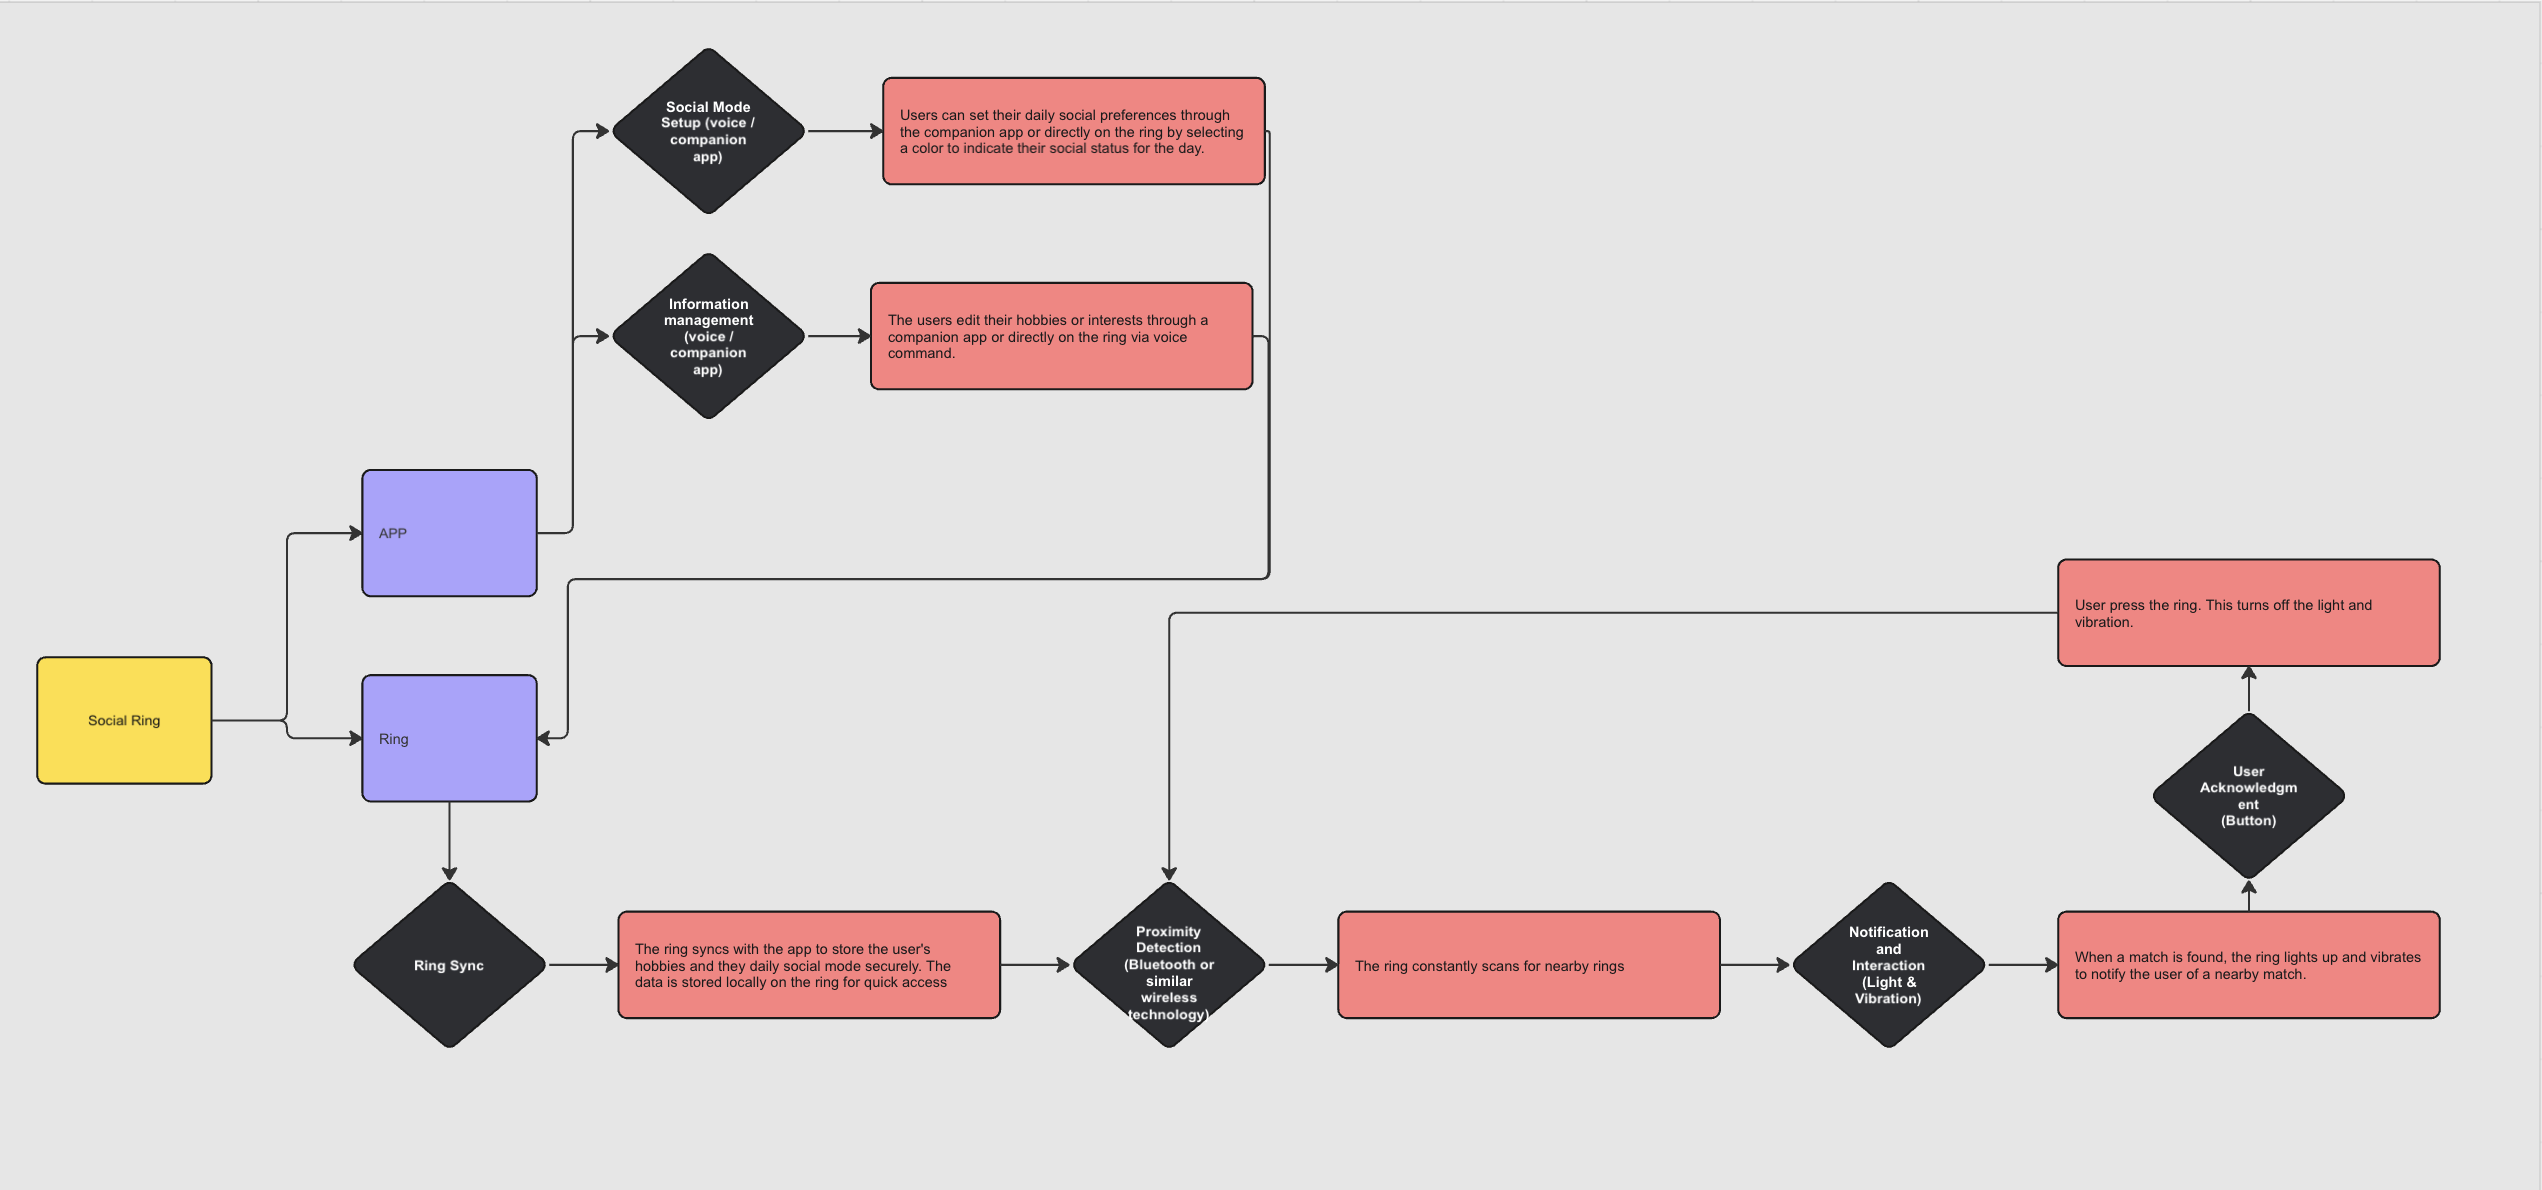 Social Mode
Setup (voice /
companion
app)
Users can set their daily social preferences through
the companion app or directly on the ring by selecting
a color to indicate their social status for the day.
Information
management
(voice /
companion
app)
The users edit their hobbies or interests through a
companion app or directly on the ring via voice
command.
APP
Social Ring
Ring
Ring Sync
The ring syncs with the app to store the user's
hobbies and they daily social mode securely. The
data is stored locally on the ring for quick access
Proximity
Detection
(Bluetooth or
similar
wireless
technology)
The ring constantly scans for nearby rings
Notification
and
Interaction
(Light &
Vibration)
When a match is found, the ring lights up and vibrates
to notify the user of a nearby match.
User
Acknowledgm
ent
(Button)
User press the ring. This turns off the light and
vibration.